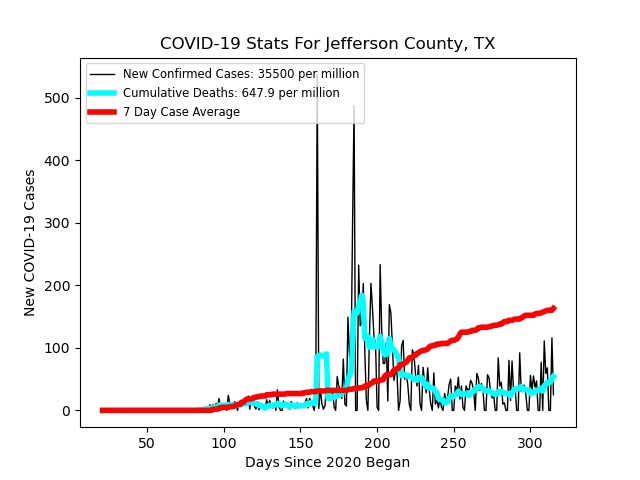 COVID-19 Stats For Jefferson County, TX
New Confirmed Cases: 35500 per million
Cumulative Deaths: 647.9 per million
7 Day Case Average
New COVID-19 Cases
500
400
300
200
100
0
50
100
150
200
250
300
Days Since 2020 Began